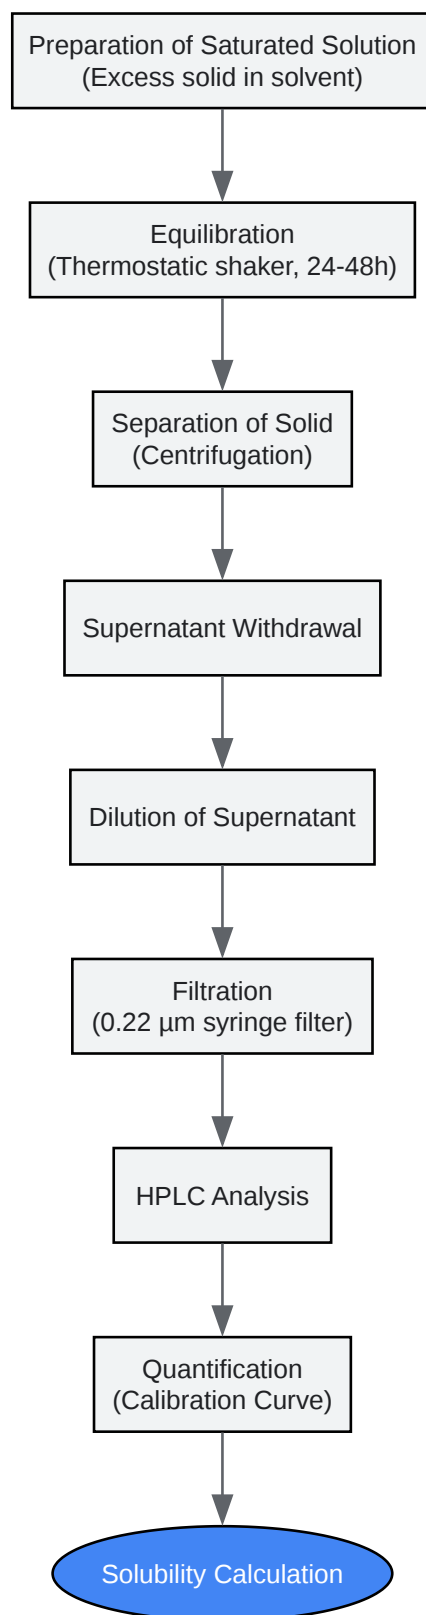 Preparation of Saturated Solution
(Excess solid in solvent)
Equilibration
(Thermostatic shaker, 24-48h)
Separation of Solid
(Centrifugation)
Supernatant Withdrawal
Dilution of Supernatant
Filtration
(0.22 µm syringe filter)
HPLC Analysis
Quantification
(Calibration Curve)
Solubility Calculation